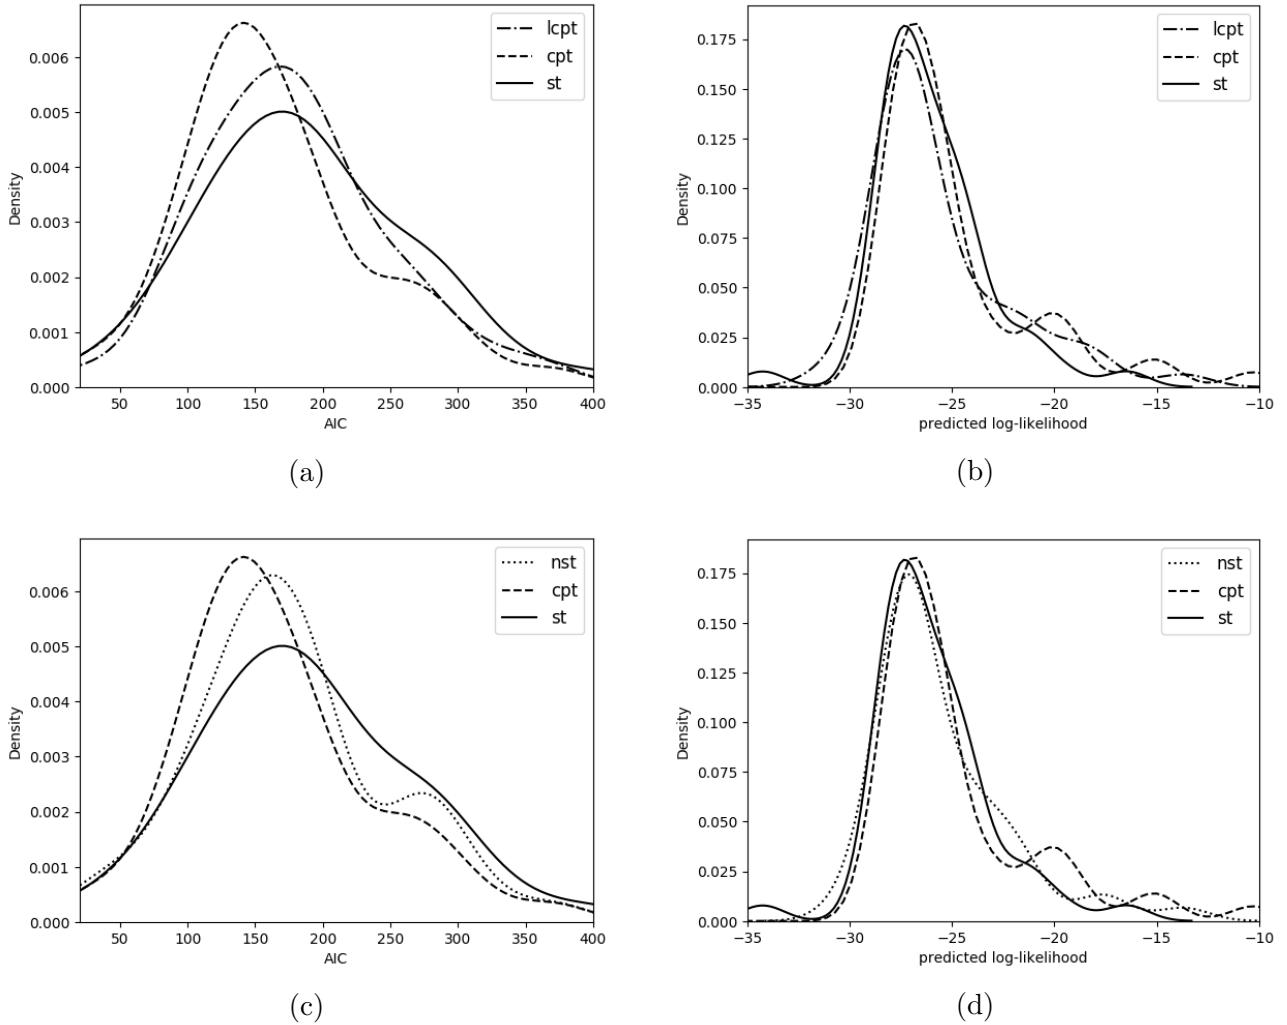 0.006
0.005
0.004
0.003
0.002
0.001
0.000
Density
50 100 150 200 250 300 350 400
AIC
lcpt
cpt
st
(a)
0.175
0.150
0.125
0.100
0.075
0.050
0.025
0.000
Density
−35 −30 −25 −20 −15 −10
predicted log-likelihood
lcpt
cpt
st
(b)
0.006
0.005
0.004
0.003
0.002
0.001
0.000
Density
50 100 150 200 250 300 350 400
AIC
nst
cpt
st
(c)
0.175
0.150
0.125
0.100
0.075
0.050
0.025
0.000
Density
−35 −30 −25 −20 −15 −10
predicted log-likelihood
nst
cpt
st
(d)